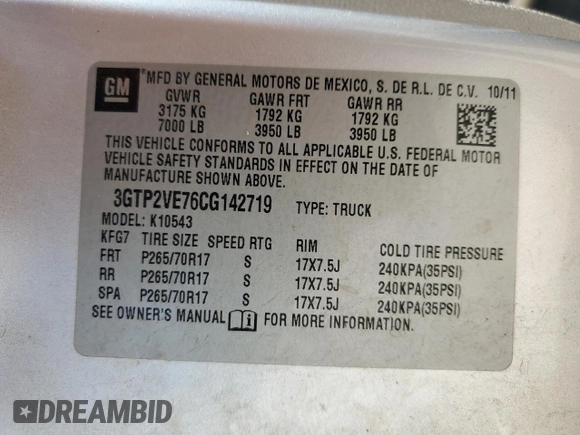 GM *MFD BY GENERAL MOTORS DE MEXICO, S. DE R.L. DE C.V. 10/11
GVWR GAWR FRT GAWR RR
3175 KG 1792 KG 1792 KG
7000 LB 3950 LB 3950 LB
THIS VEHICLE CONFORMS TO ALL APPLICABLE U.S. FEDERAL MOTOR
VEHICLE SAFETY STANDARDS IN EFFECT ON THE DATE OF
MANUFACTURE SHOWN ABOVE.
3GTP2VE76CG142719 TYPE: TRUCK
MODEL: K10543
KFG7 TIRE SIZE SPEED RTG RIM COLD TIRE PRESSURE
FRT P265/70R17 S 17X7.5J 240KPA(35PSI)
RR P265/70R17 S 17X7.5J 240KPA(35PSI)
SPA P265/70R17 S 17X7.5J 240KPA(35PSI)
SEE OWNER'S MANUAL FOR MORE INFORMATION.
DREAMBID